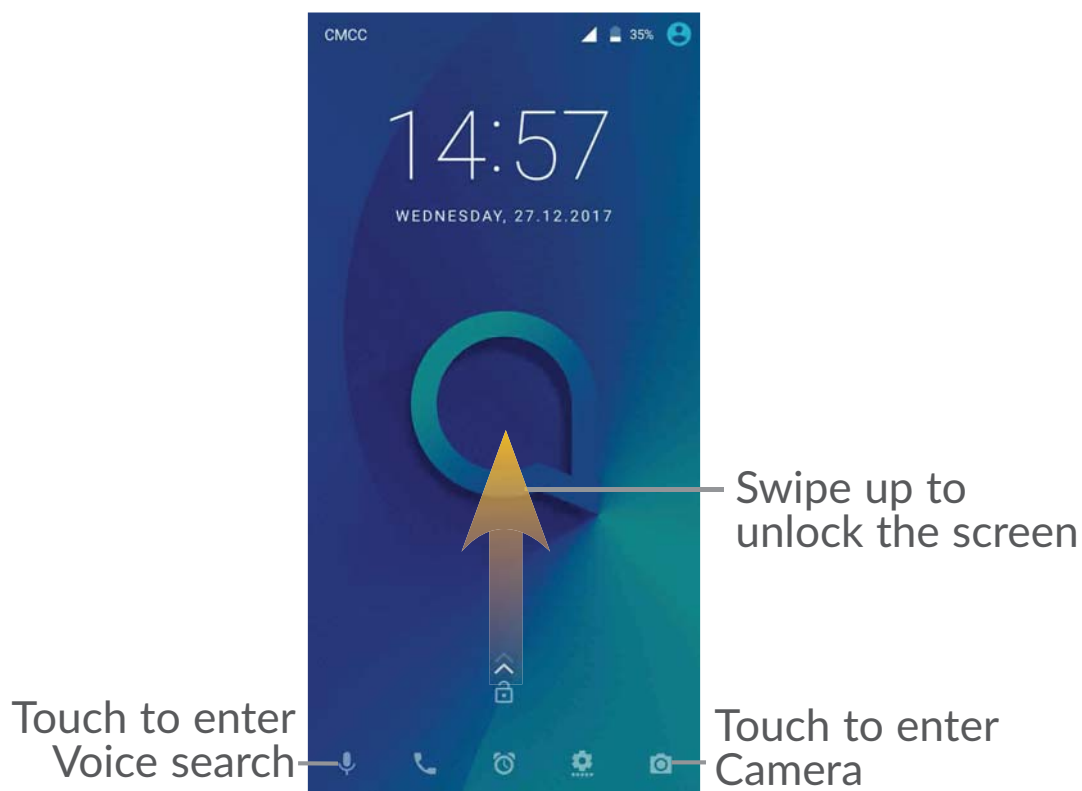 CMCC 35%
14:57
WEDNESDAY, 27.12.2017
Swipe up to
unlock the screen
Touch to enter
Voice search
Touch to enter
Camera